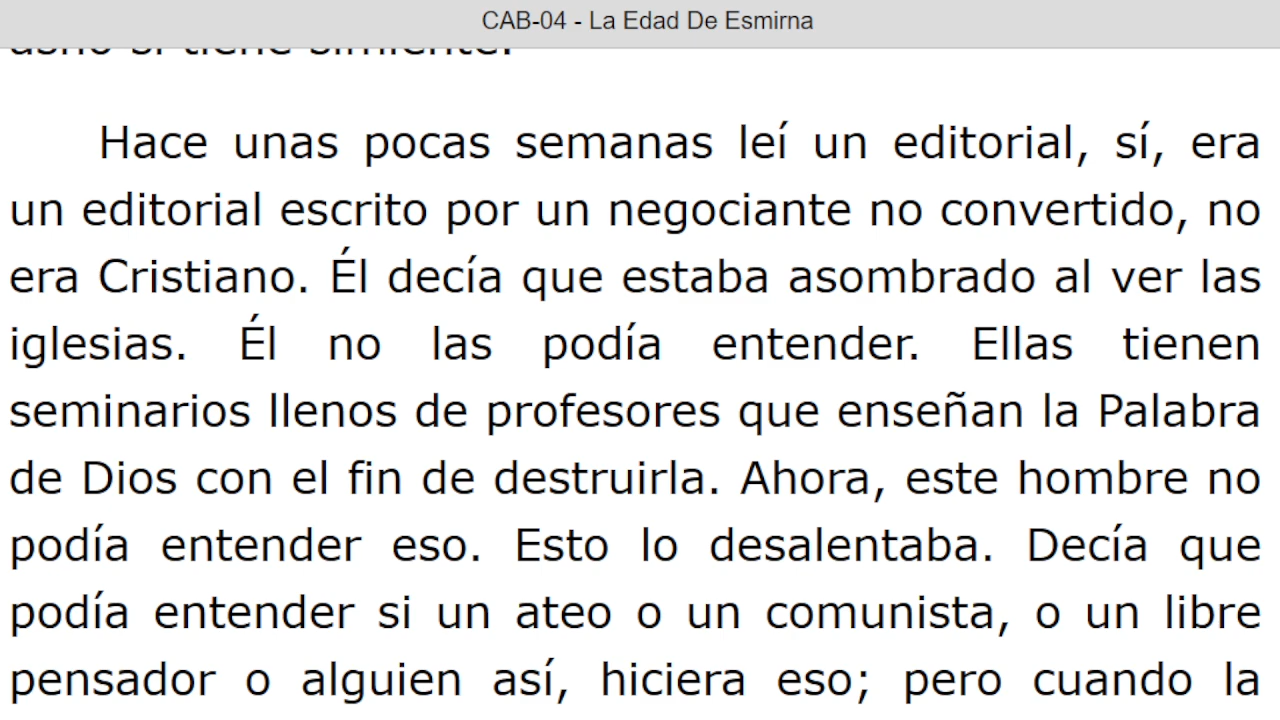 CAB-04 - La Edad De Esmirna
asno si tiene simiente.
Hace unas pocas semanas leí un editorial, sí, era
un editorial escrito por un negociante no convertido, no
era Cristiano. Él decía que estaba asombrado al ver las
iglesias. Él no las podía entender. Ellas tienen
seminarios llenos de profesores que enseñan la Palabra
de Dios con el fin de destruirla. Ahora, este hombre no
podía entender eso. Esto lo desalentaba. Decía que
podía entender si un ateo o un comunista, o un libre
pensador o alguien así, hiciera eso; pero cuando la